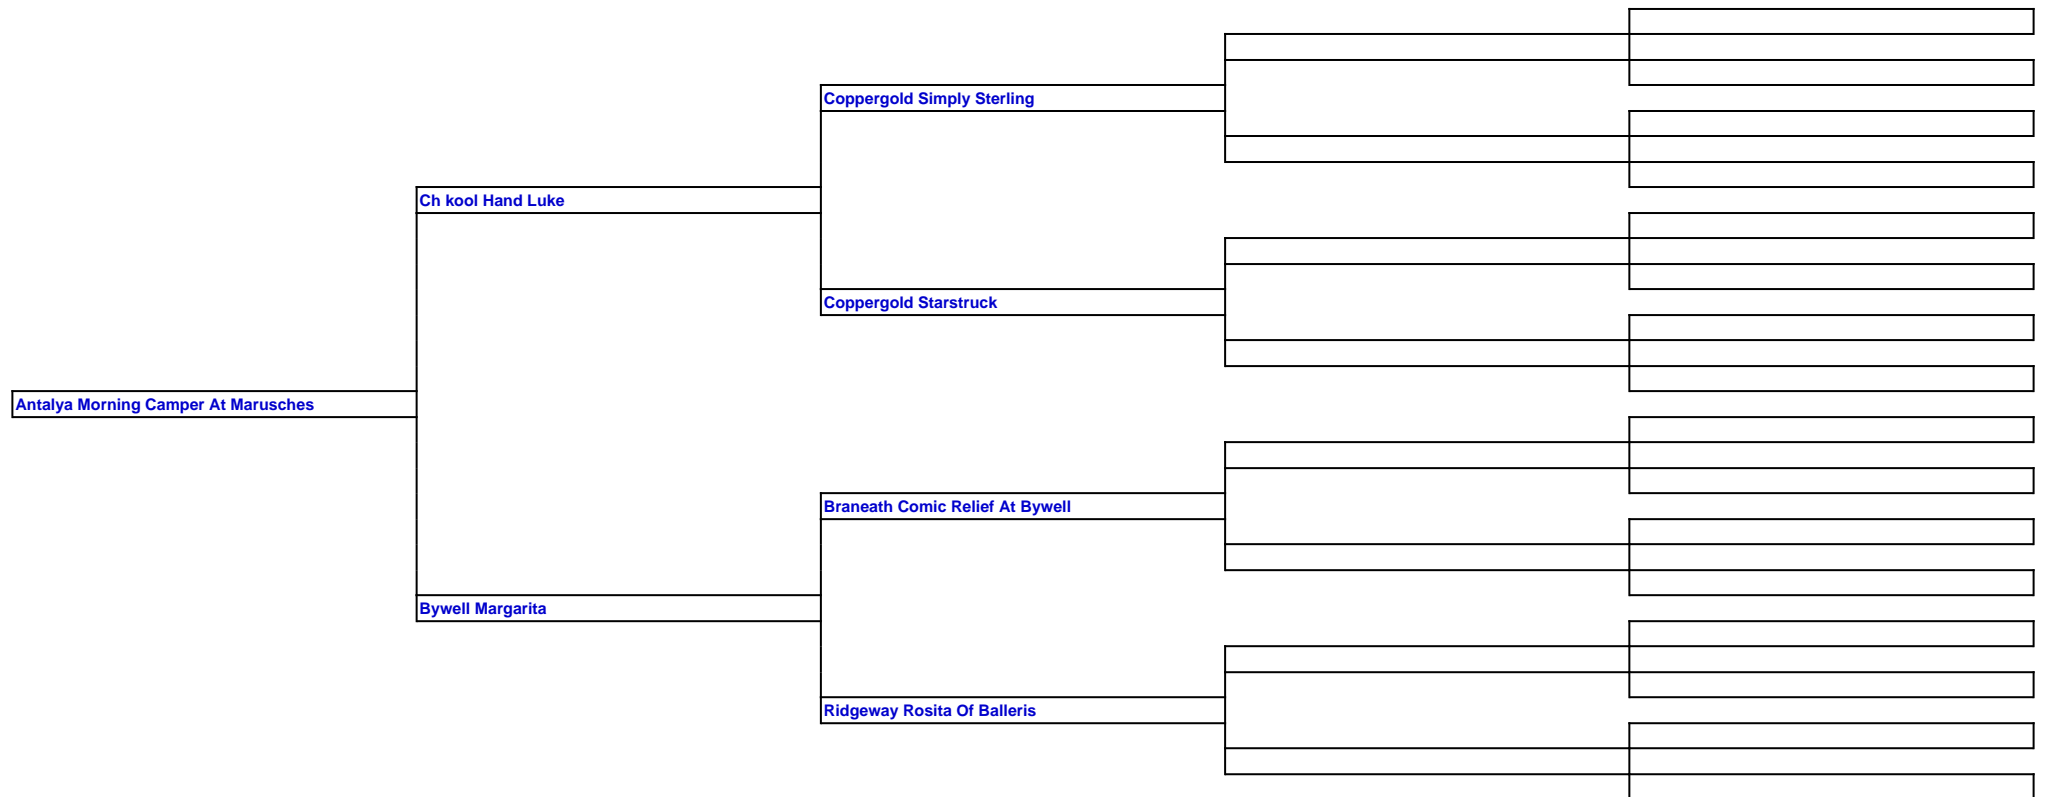 Coppergold Simply Sterling
Ch kool Hand Luke
Coppergold Starstruck
Antalya Morning Camper At Marusches
Braneath Comic Relief At Bywell
Bywell Margarita
Ridgeway Rosita Of Balleris